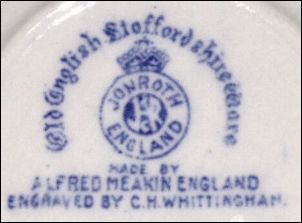 Old English Staffordshire Ware
JONROTH
ENGLAND
MADE BY
ALFRED MEAKIN ENGLAND
ENGRAVED BY C.H. WHITTINGHAM.